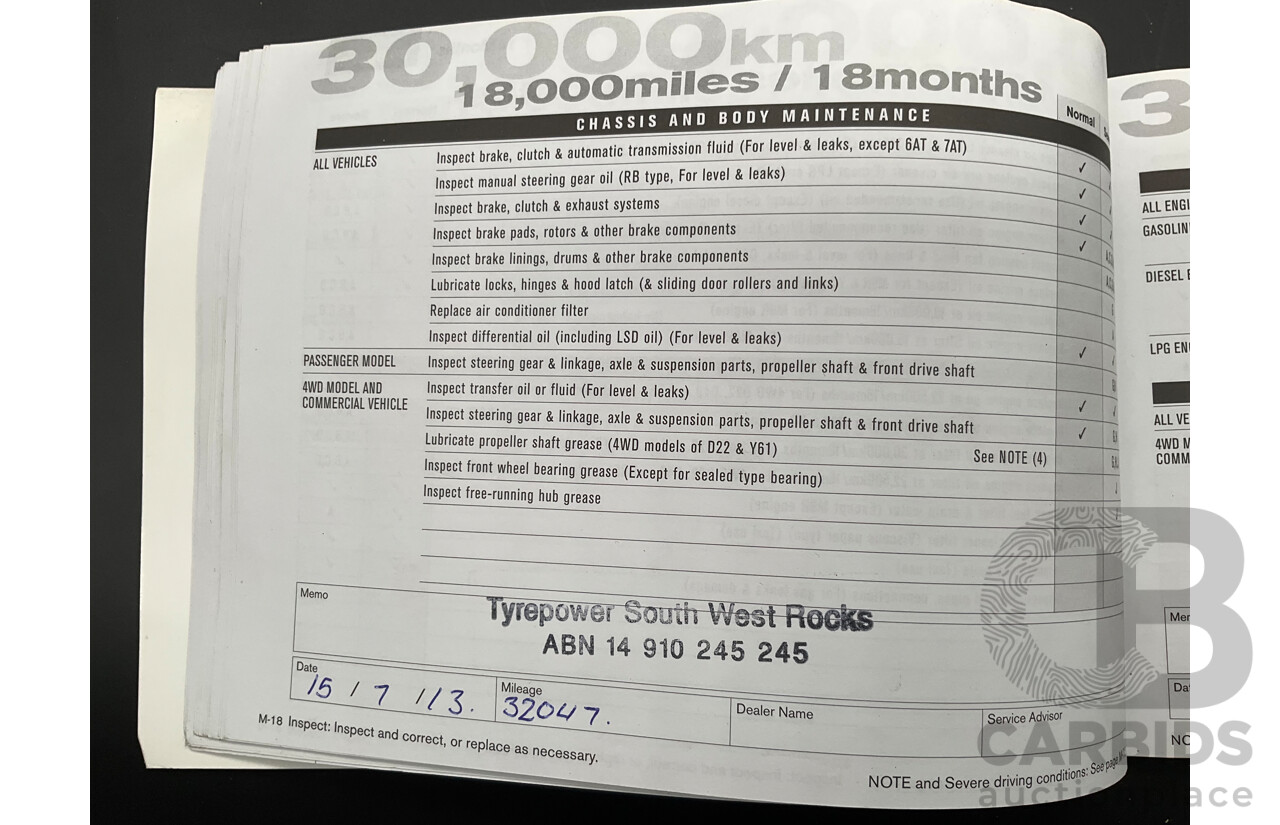 30,000km
18,000miles / 18months
CHASSIS AND BODY MAINTENANCE
Normal
ALL VEHICLES
Inspect brake, clutch & automatic transmission fluid (For level & leaks, except 6AT & 7AT) ✓
Inspect manual steering gear oil (RB type, For level & leaks) ✓
Inspect brake, clutch & exhaust systems ✓
Inspect brake pads, rotors & other brake components ✓
Inspect brake linings, drums & other brake components
Lubricate locks, hinges & hood latch (& sliding door rollers and links)
Replace air conditioner filter
Inspect differential oil (including LSD oil) (For level & leaks) ✓
PASSENGER MODEL
Inspect steering gear & linkage, axle & suspension parts, propeller shaft & front drive shaft
4WD MODEL AND
COMMERCIAL VEHICLE
Inspect transfer oil or fluid (For level & leaks) ✓
Inspect steering gear & linkage, axle & suspension parts, propeller shaft & front drive shaft ✓
Lubricate propeller shaft grease (4WD models of D22 & Y61) See NOTE (4)
Inspect front wheel bearing grease (Except for sealed type bearing)
Inspect free-running hub grease
Memo
Tyrepower South West Rocks
ABN 14 910 245 245
Date
15 / 7 / 13.
Mileage
32047.
Dealer Name
Service Advisor
M-18 Inspect: Inspect and correct, or replace as necessary.
NOTE and Severe driving conditions: See page
3
ALL ENGI
GASOLIN
DIESEL E
LPG EN
ALL VE
4WD M
COMM
Mer
Da
NO
CARBIDS
auction place